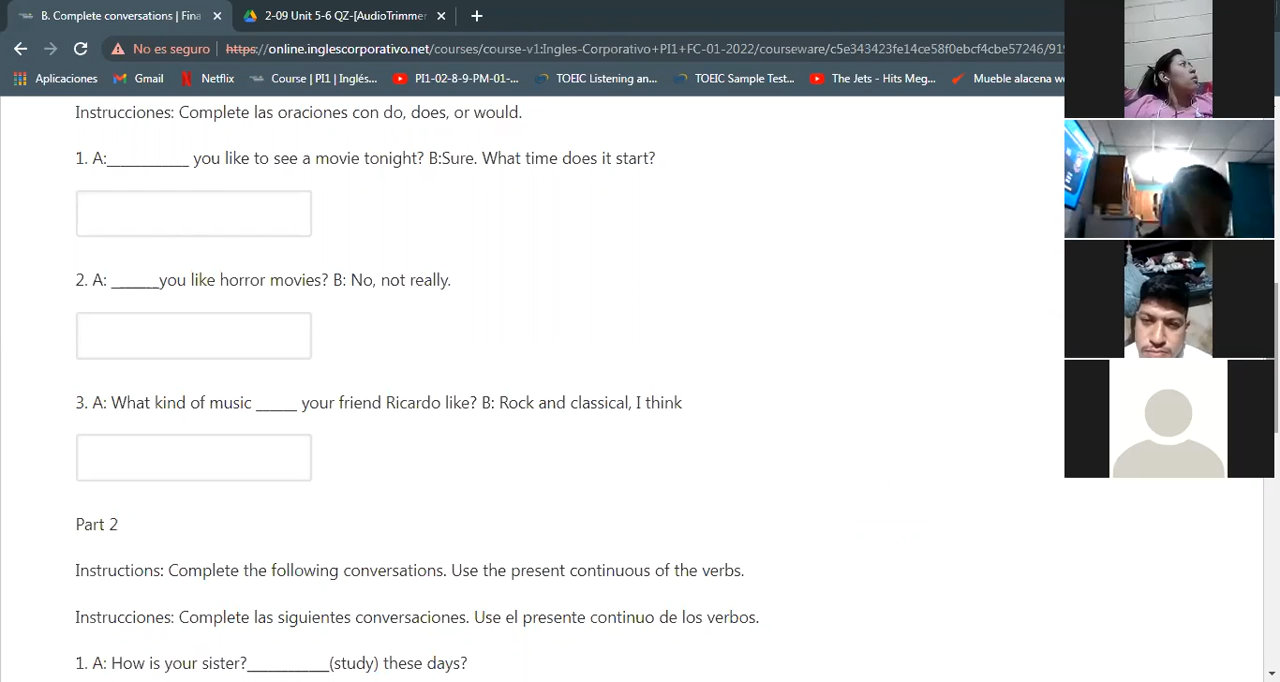 B. Complete conversations | Fina
2-09 Unit 5-6 QZ-[AudioTrimmer
No es seguro
https://online.inglescorporativo.net/courses/course-v1:Ingles-Corporativo+PI1+FC-01-2022/courseware/c5e343423fe14ce58f0ebcf4cbe57246/91
Aplicaciones
Gmail
Netflix
Course | PI1 | Inglés...
PI1-02-8-9-PM-01-...
TOEIC Listening an...
TOEIC Sample Test...
The Jets - Hits Meg...
Mueble alacena w
Instrucciones: Complete las oraciones con do, does, or would.
1. A:__________ you like to see a movie tonight? B:Sure. What time does it start?
2. A: ______you like horror movies? B: No, not really.
3. A: What kind of music _____ your friend Ricardo like? B: Rock and classical, I think
Part 2
Instructions: Complete the following conversations. Use the present continuous of the verbs.
Instrucciones: Complete las siguientes conversaciones. Use el presente continuo de los verbos.
1. A: How is your sister?__________(study) these days?